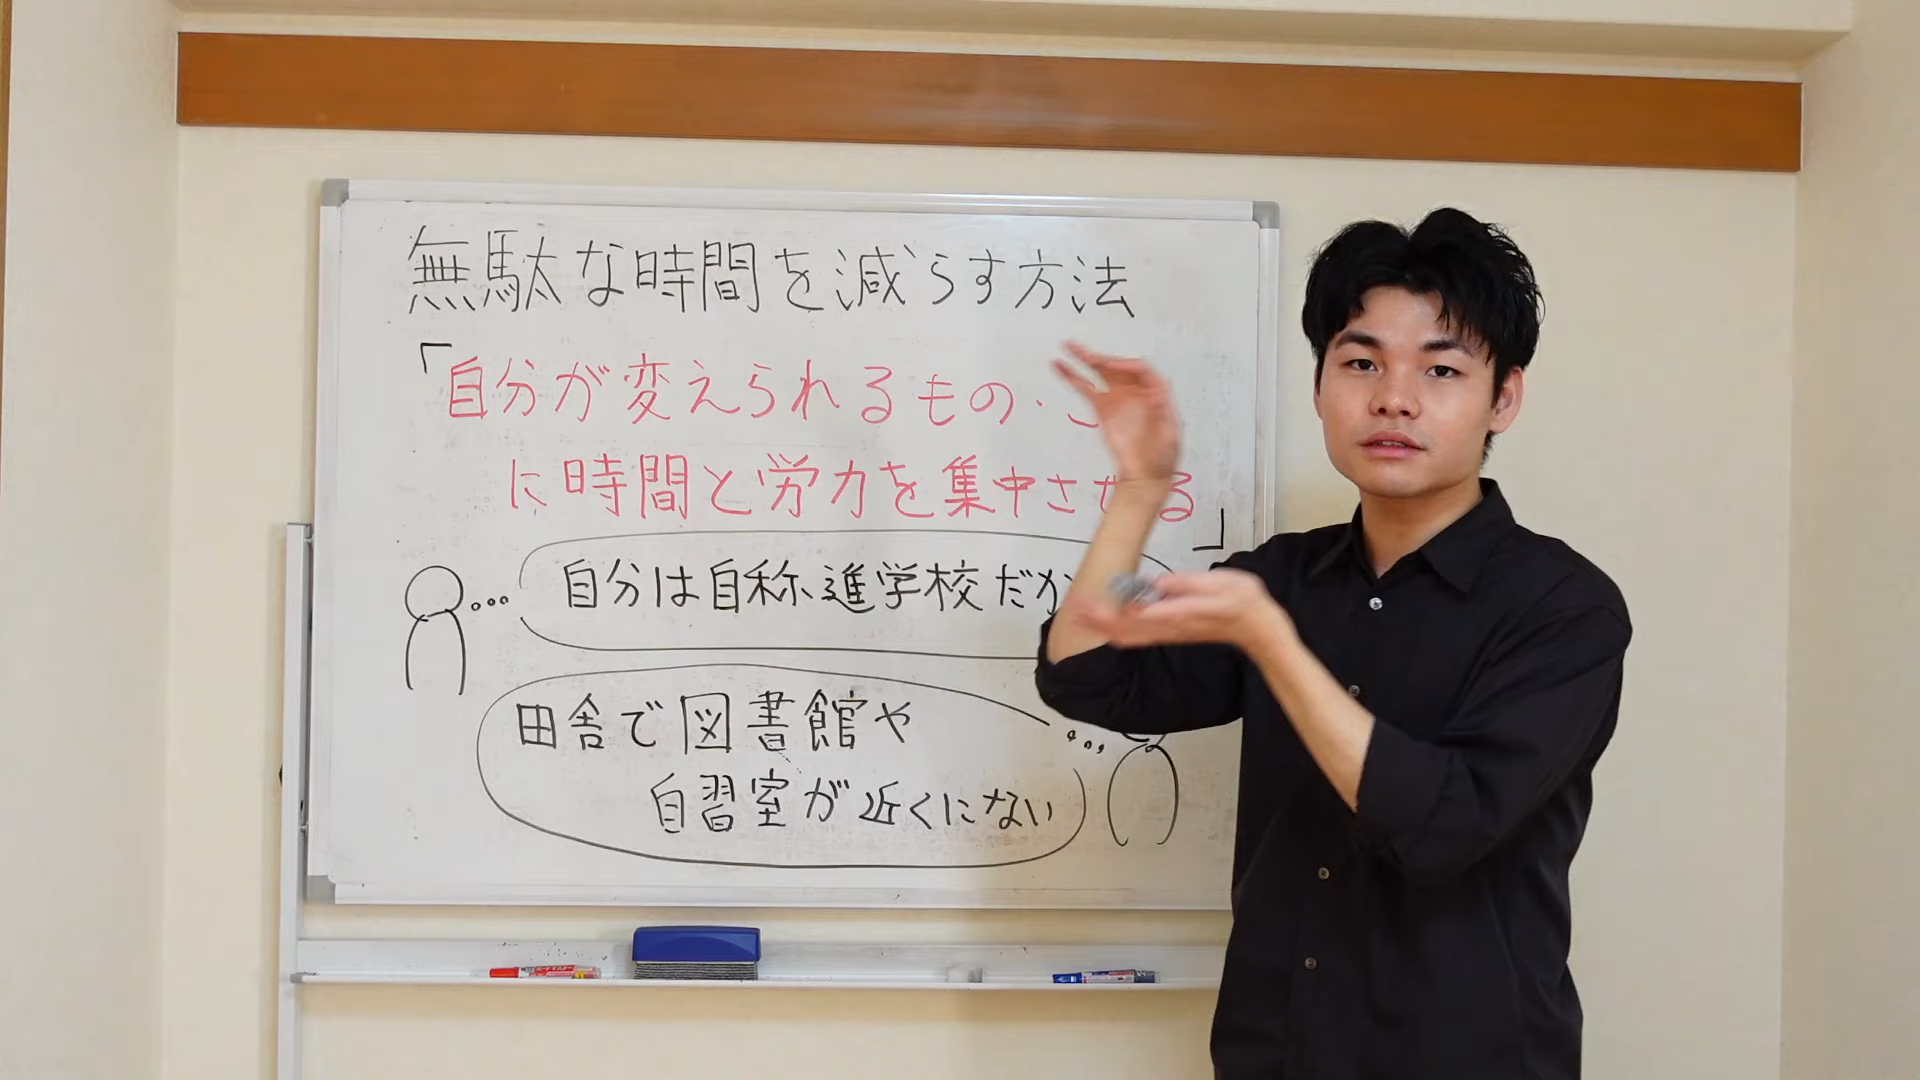 無駄な時間を減らす方法
「自分が変えられるもの・こ
に時間と労力を集中させる」
自分は自称進学校だか
田舎で図書館や
自習室が近くにない